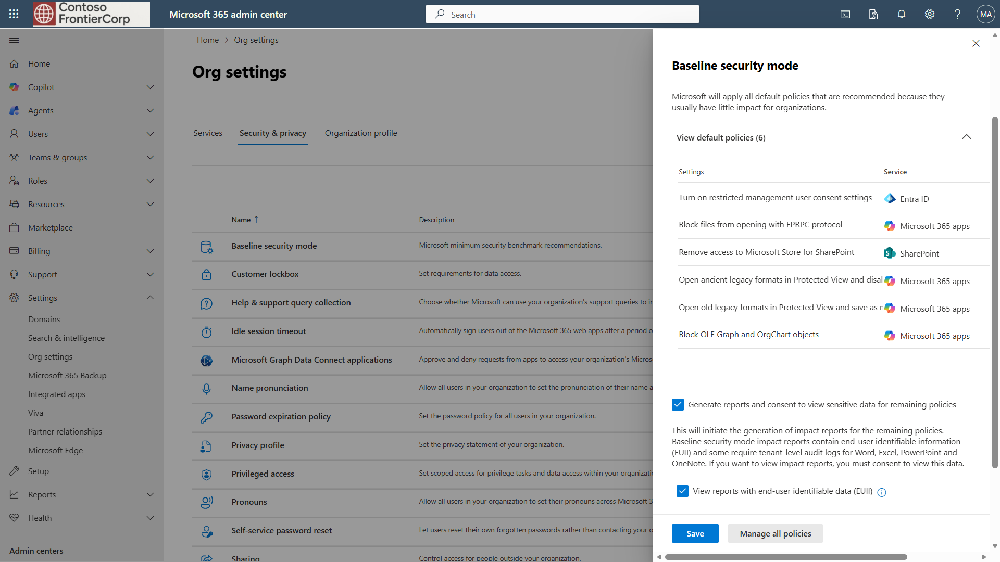 Contoso
FrontierCorp
Microsoft 365 admin center
Search
MA
Home
Copilot
Agents
Users
Teams & groups
Roles
Resources
Marketplace
Billing
Support
Settings
Domains
Search & intelligence
Org settings
Microsoft 365 Backup
Integrated apps
Viva
Partner relationships
Microsoft Edge
Setup
Reports
Health
Admin centers
Home > Org settings
Org settings
Services Security & privacy Organization profile
Name ↑ Description
Baseline security mode Microsoft minimum security benchmark recommendations.
Customer lockbox Set requirements for data access.
Help & support query collection Choose whether Microsoft can use your organization's support queries to in
Idle session timeout Automatically sign users out of the Microsoft 365 web apps after a period o
Microsoft Graph Data Connect applications Approve and deny requests from apps to access your organization's Microso
Name pronunciation Allow all users in your organization to set the pronunciation of their name a
Password expiration policy Set the password policy for all users in your organization.
Privacy profile Set the privacy statement of your organization.
Privileged access Set scoped access for privilege tasks and data access within your organizatio
Pronouns Allow all users in your organization to set their pronouns across Microsoft 3
Self-service password reset Let users reset their own forgotten passwords rather than contacting your o
Sharing Control access for people outside your organization.
Baseline security mode
Microsoft will apply all default policies that are recommended because they
usually have little impact for organizations.
View default policies (6)
Settings Service
Turn on restricted management user consent settings Entra ID
Block files from opening with FPRPC protocol Microsoft 365 apps
Remove access to Microsoft Store for SharePoint SharePoint
Open ancient legacy formats in Protected View and disal Microsoft 365 apps
Open old legacy formats in Protected View and save as r Microsoft 365 apps
Block OLE Graph and OrgChart objects Microsoft 365 apps
Generate reports and consent to view sensitive data for remaining policies
This will initiate the generation of impact reports for the remaining policies.
Baseline security mode impact reports contain end-user identifiable information
(EUII) and some require tenant-level audit logs for Word, Excel, PowerPoint and
OneNote. If you want to view impact reports, you must consent to view this data.
View reports with end-user identifiable data (EUII)
Save Manage all policies